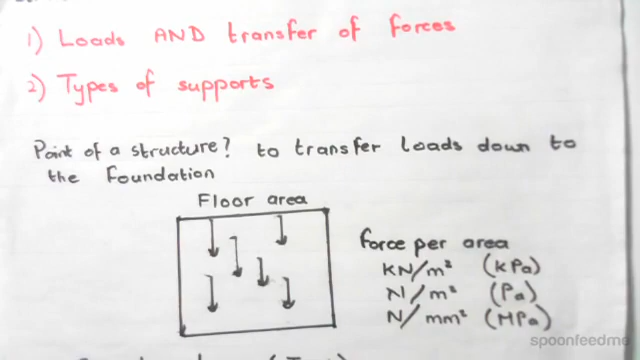 1) Loads AND transfer of forces
2) Types of supports
Point of a structure? to transfer loads down to
the foundation
Floor area
force per area
KN/m² (kPa)
N/m² (Pa)
N/mm² (MPa)
spoonfeedme